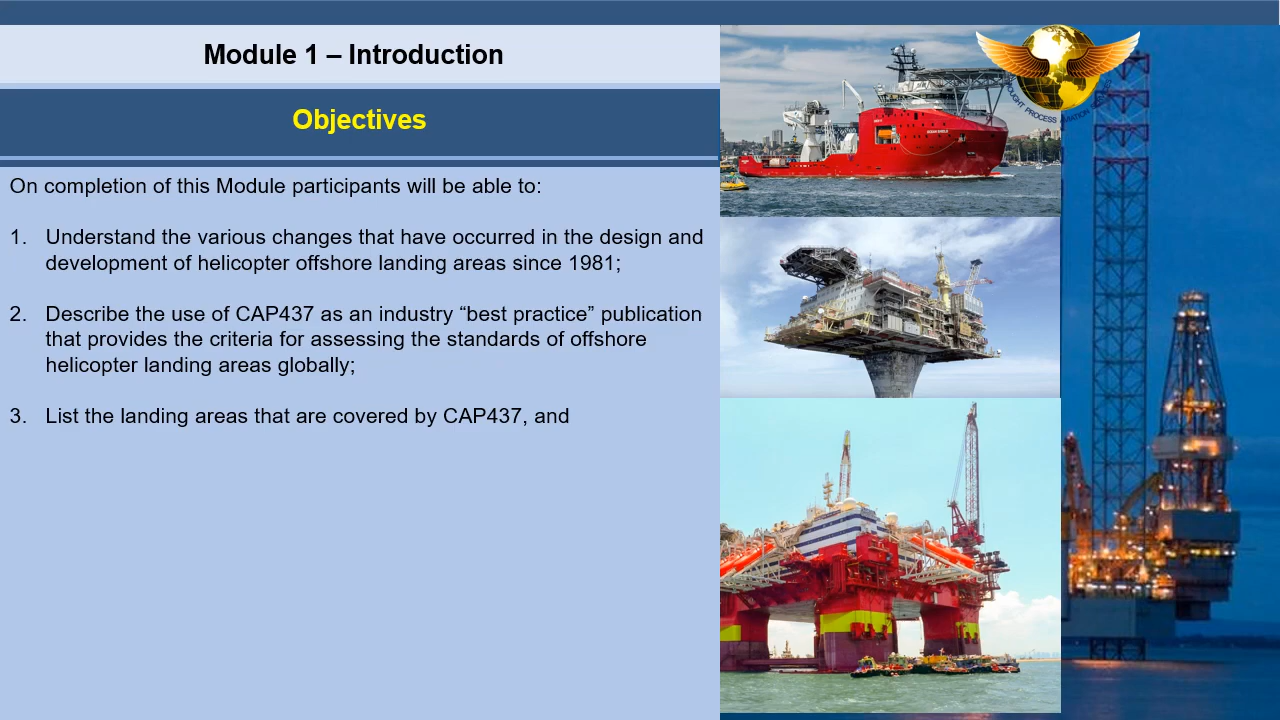 Module 1 – Introduction
Objectives
On completion of this Module participants will be able to:
1. Understand the various changes that have occurred in the design and
development of helicopter offshore landing areas since 1981;
2. Describe the use of CAP437 as an industry “best practice” publication
that provides the criteria for assessing the standards of offshore
helicopter landing areas globally;
3. List the landing areas that are covered by CAP437, and
PROCESS